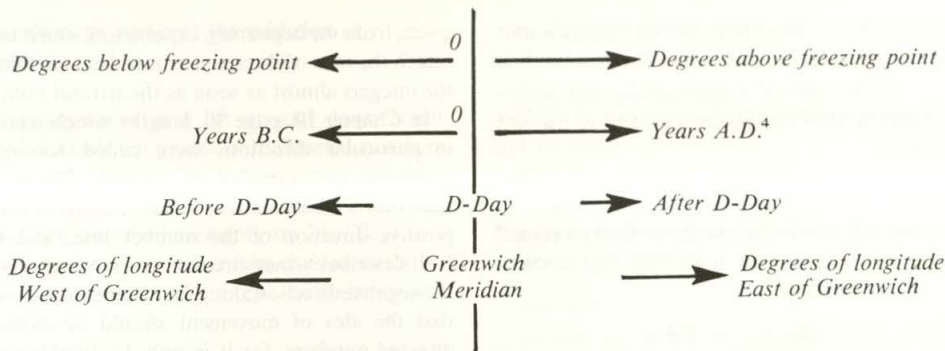 0
Degrees below freezing point Degrees above freezing point
0
Years B.C. Years A.D.4
Before D-Day D-Day After D-Day
Degrees of longitude Greenwich Degrees of longitude
West of Greenwich Meridian East of Greenwich